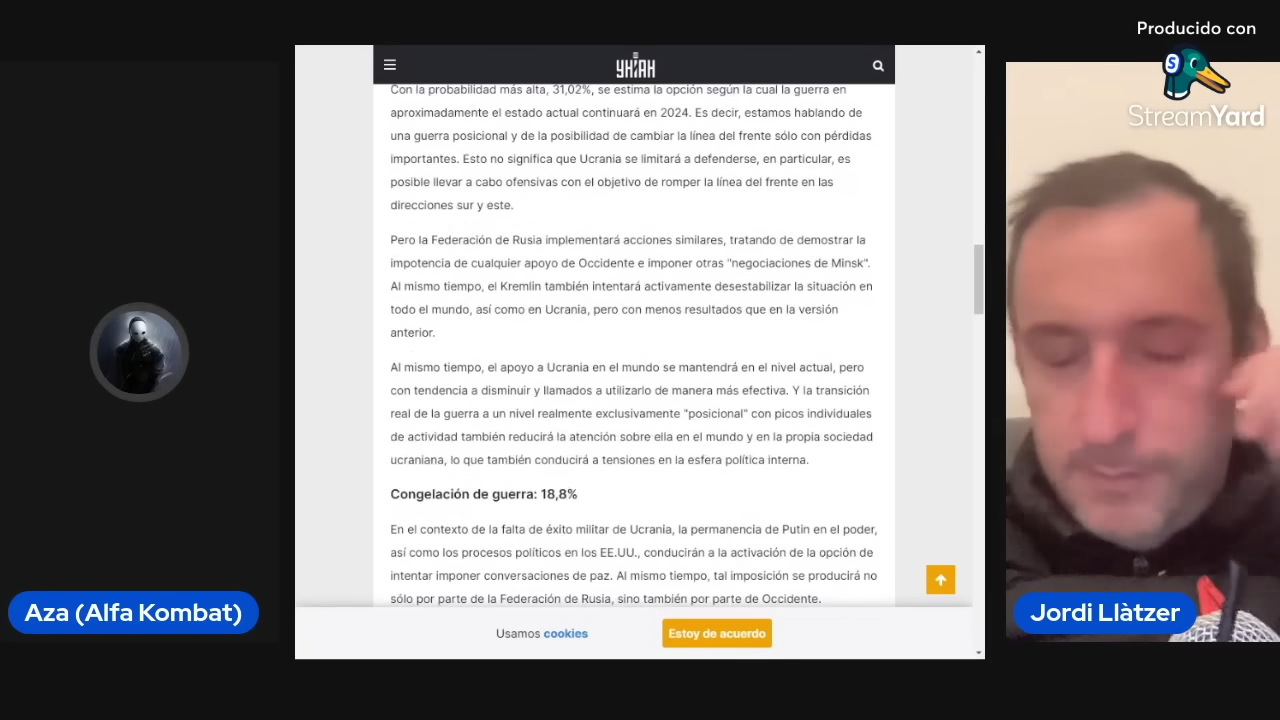 Producido con
StreamYard
УНІАН
Con la probabilidad más alta, 31,02%, se estima la opción según la cual la guerra en
aproximadamente el estado actual continuará en 2024. Es decir, estamos hablando de
una guerra posicional y de la posibilidad de cambiar la línea del frente sólo con pérdidas
importantes. Esto no significa que Ucrania se limitará a defenderse, en particular, es
posible llevar a cabo ofensivas con el objetivo de romper la línea del frente en las
direcciones sur y este.
Pero la Federación de Rusia implementará acciones similares, tratando de demostrar la
impotencia de cualquier apoyo de Occidente e imponer otras "negociaciones de Minsk".
Al mismo tiempo, el Kremlin también intentará activamente desestabilizar la situación en
todo el mundo, así como en Ucrania, pero con menos resultados que en la versión
anterior.
Al mismo tiempo, el apoyo a Ucrania en el mundo se mantendrá en el nivel actual, pero
con tendencia a disminuir y llamados a utilizarlo de manera más efectiva. Y la transición
real de la guerra a un nivel realmente exclusivamente "posicional" con picos individuales
de actividad también reducirá la atención sobre ella en el mundo y en la propia sociedad
ucraniana, lo que también conducirá a tensiones en la esfera política interna.
Congelación de guerra: 18,8%
En el contexto de la falta de éxito militar de Ucrania, la permanencia de Putin en el poder,
así como los procesos políticos en los EE.UU., conducirán a la activación de la opción de
intentar imponer conversaciones de paz. Al mismo tiempo, tal imposición se producirá no
sólo por parte de la Federación de Rusia, sino también por parte de Occidente.
Usamos cookies
Estoy de acuerdo
Aza (Alfa Kombat)
Jordi Llàtzer